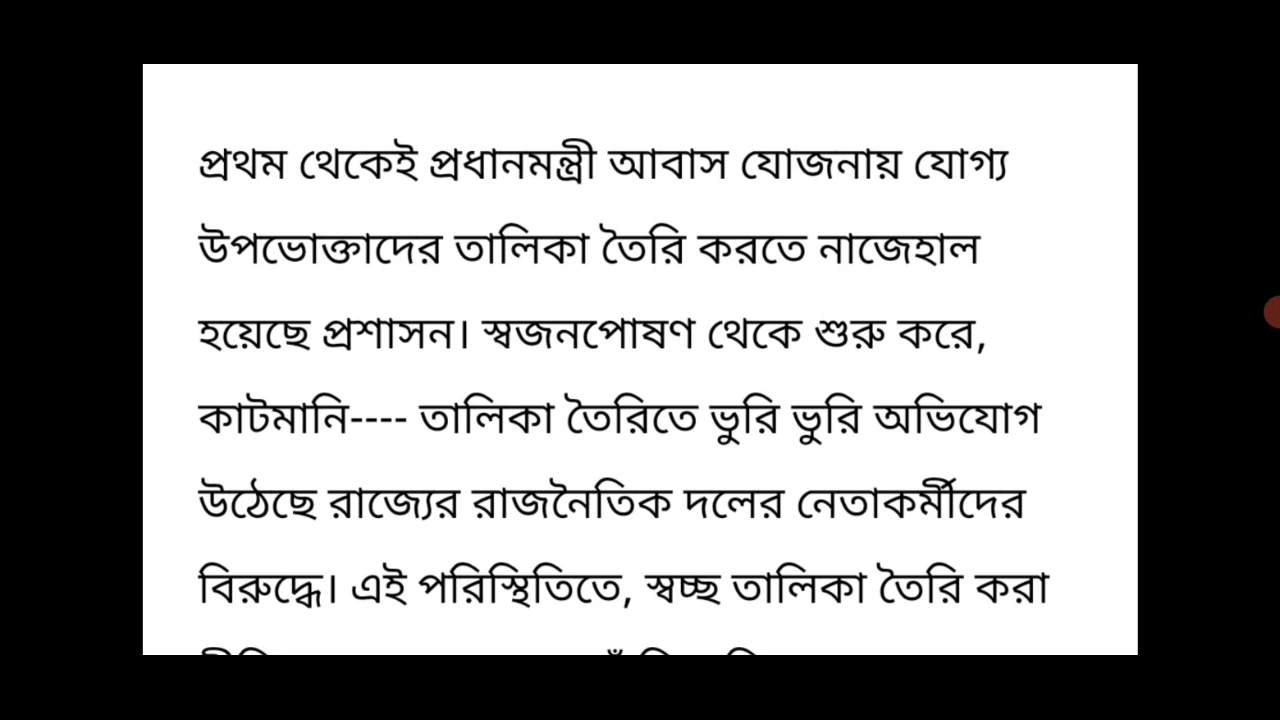 প্রথম থেকেই প্রধানমন্ত্রী আবাস যোজনায় যোগ্য
উপভোক্তাদের তালিকা তৈরি করতে নাজেহাল
হয়েছে প্রশাসন। স্বজনপোষণ থেকে শুরু করে,
কাটমানি---- তালিকা তৈরিতে ভুরি ভুরি অভিযোগ
উঠেছে রাজ্যের রাজনৈতিক দলের নেতাকর্মীদের
বিরুদ্ধে। এই পরিস্থিতিতে, স্বচ্ছ তালিকা তৈরি করা